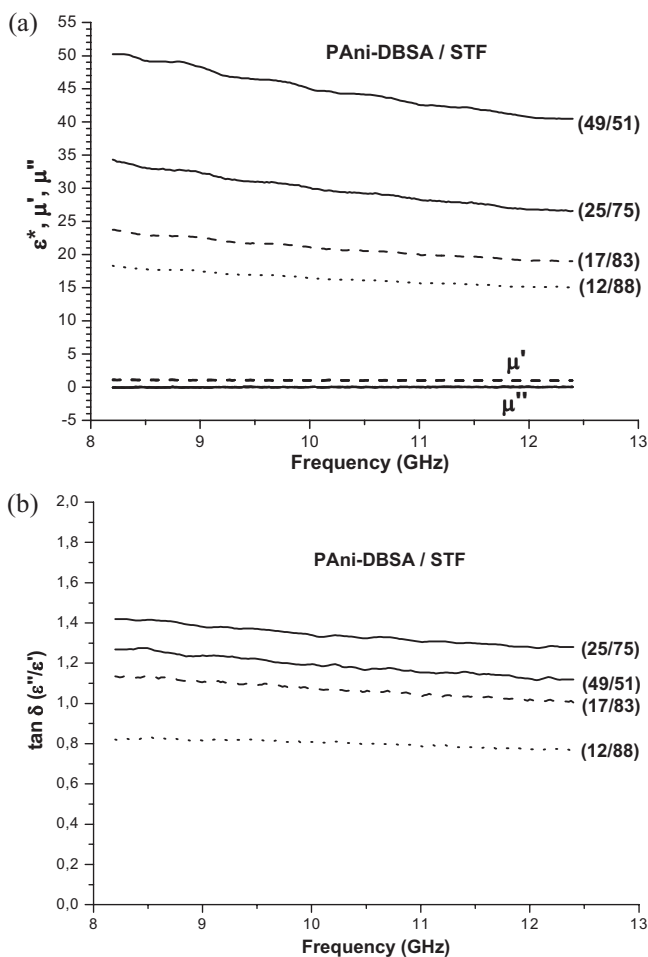 (a)
55
50
45
40
35
30
25
20
15
10
5
0
-5
ε*, μ', μ"
PAni-DBSA / STF
(49/51)
(25/75)
(17/83)
(12/88)
μ'
μ"
8 9 10 11 12 13
Frequency (GHz)
(b)
2,0
1,8
1,6
1,4
1,2
1,0
0,8
0,6
0,4
0,2
0,0
tan δ (ε"/ε')
PAni-DBSA / STF
(25/75)
(49/51)
(17/83)
(12/88)
8 9 10 11 12 13
Frequency (GHz)